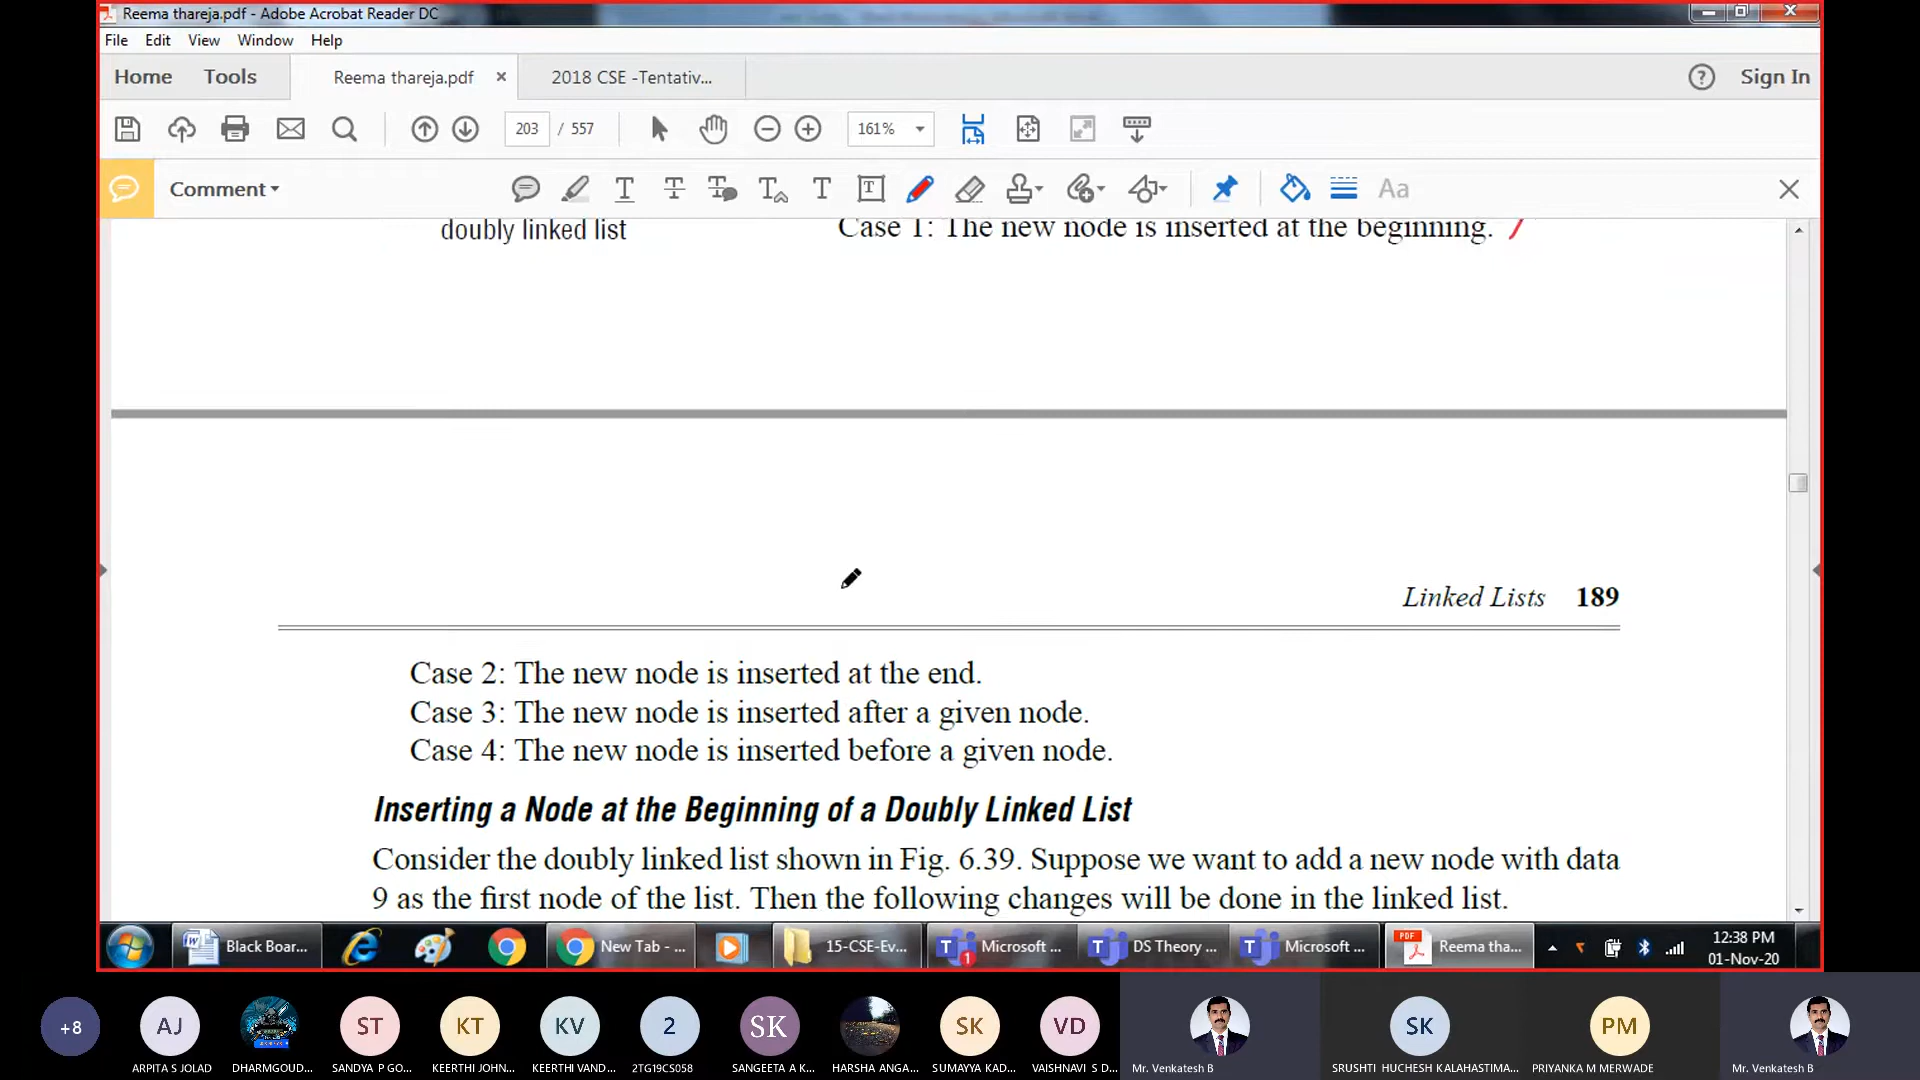 Reema thareja.pdf - Adobe Acrobat Reader DC
File Edit View Window Help
Home Tools Reema thareja.pdf × 2018 CSE -Tentativ... Sign In
203 / 557 161%
Comment Aa
doubly linked list Case 1: The new node is inserted at the beginning.
Linked Lists 189
Case 2: The new node is inserted at the end.
Case 3: The new node is inserted after a given node.
Case 4: The new node is inserted before a given node.
Inserting a Node at the Beginning of a Doubly Linked List
Consider the doubly linked list shown in Fig. 6.39. Suppose we want to add a new node with data
9 as the first node of the list. Then the following changes will be done in the linked list.
Black Boar... New Tab - ... 15-CSE-Ev... 1 Microsoft ... DS Theory ... Microsoft ... PDF Reema tha... 12:38 PM
01-Nov-20
+8 AJ ST KT KV 2 SK SK VD SK PM
ARPITA S JOLAD DHARMGOUD... SANDYA P GO... KEERTHI JOHN... KEERTHI VAND... 2TG19CS058 SANGEETA A K... HARSHA ANGA... SUMAYYA KAD... VAISHNAVI S D... Mr. Venkatesh B SRUSHTI HUCHESH KALAHASTIMA... PRIYANKA M MERWADE Mr. Venkatesh B